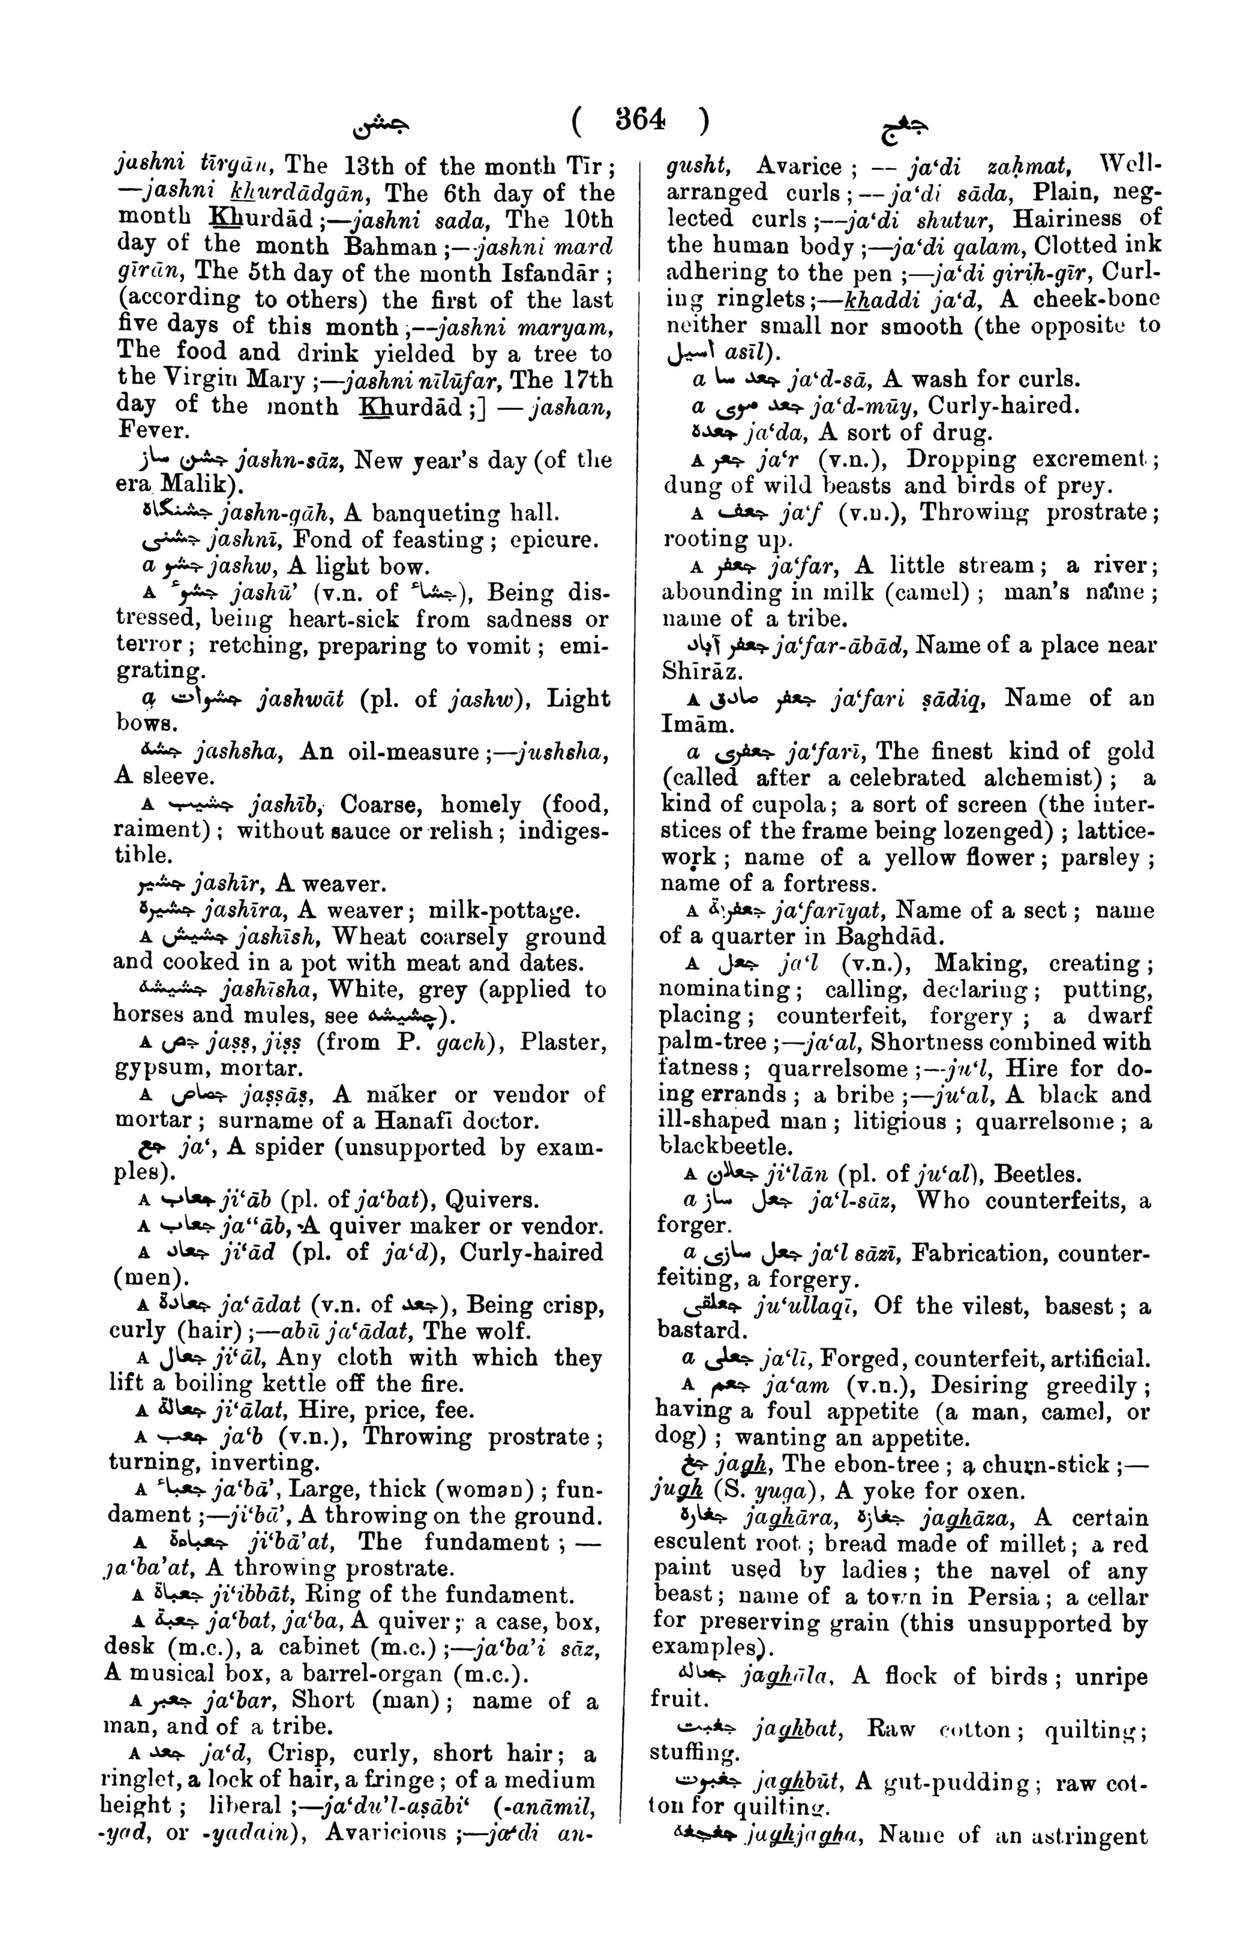 جشن ( 364 ) جغج
jashni tīrgān, The 13th of the month Tīr ;
—jashni khurdādgān, The 6th day of the
month Khurdād ;—jashni sada, The 10th
day of the month Bahman ;—jashni mard
gīrān, The 5th day of the month Isfandār ;
(according to others) the first of the last
five days of this month ;—jashni maryam,
The food and drink yielded by a tree to
the Virgin Mary ;—jashni nīlūfar, The 17th
day of the month Khurdād ;] — jashan,
Fever.
جشن ساز jashn-sāz, New year's day (of the
era Malik).
جشنگاه jashn-gāh, A banqueting hall.
جشنی jashnī, Fond of feasting ; epicure.
a جشو jashw, A light bow.
A جشوء jashū’ (v.n. of جشاء), Being dis-
tressed, being heart-sick from sadness or
terror ; retching, preparing to vomit ; emi-
grating.
a جشوات jashwāt (pl. of jashw), Light
bows.
جشه jashsha, An oil-measure ;—jushsha,
A sleeve.
A جشیب jashīb, Coarse, homely (food,
raiment) ; without sauce or relish ; indiges-
tible.
جشیر jashīr, A weaver.
جشیره jashīra, A weaver ; milk-pottage.
A جشیش jashīsh, Wheat coarsely ground
and cooked in a pot with meat and dates.
جشیشه jashīsha, White, grey (applied to
horses and mules, see چشیشه).
A جص jaṣṣ, jiṣṣ (from P. gach), Plaster,
gypsum, mortar.
A جصاص jaṣṣāṣ, A maker or vendor of
mortar ; surname of a Hanafī doctor.
جع ja‘, A spider (unsupported by exam-
ples).
A جعاب ji‘āb (pl. of ja‘bat), Quivers.
A جعاب ja‘‘āb, A quiver maker or vendor.
A جعاد ji‘ād (pl. of ja‘d), Curly-haired
(men).
A جعادة ja‘ādat (v.n. of جعد), Being crisp,
curly (hair) ;—abū ja‘ādat, The wolf.
A جعال ji‘āl, Any cloth with which they
lift a boiling kettle off the fire.
A جعالة ji‘ālat, Hire, price, fee.
A جعب ja‘b (v.n.), Throwing prostrate ;
turning, inverting.
A جعباء ja‘bā’, Large, thick (woman) ; fun-
dament ;—ji‘bā’, A throwing on the ground.
A جعباءة ji‘bā’at, The fundament ; —
ja‘ba’at, A throwing prostrate.
A جعباة ji‘ibbāt, Ring of the fundament.
A جعبة ja‘bat, ja‘ba, A quiver ; a case, box,
desk (m.c.), a cabinet (m.c.) ;—ja‘ba’i sāz,
A musical box, a barrel-organ (m.c.).
A جعبر ja‘bar, Short (man) ; name of a
man, and of a tribe.
A جعد ja‘d, Crisp, curly, short hair ; a
ringlet, a lock of hair, a fringe ; of a medium
height ; liberal ;—ja‘du’l-aṣābi‘ (-anāmil,
-yad, or -yadain), Avaricious ;—ja‘di an-
gusht, Avarice ; — ja‘di zaḥmat, Well-
arranged curls ;—ja‘di sāda, Plain, neg-
lected curls ;—ja‘di shutur, Hairiness of
the human body ;—ja‘di qalam, Clotted ink
adhering to the pen ;—ja‘di girih-gīr, Curl-
ing ringlets ;—khaddi ja‘d, A cheek-bone
neither small nor smooth (the opposite to
اسیل asīl).
a جعد سا ja‘d-sā, A wash for curls.
a جعد موی ja‘d-mūy, Curly-haired.
جعده ja‘da, A sort of drug.
A جعر ja‘r (v.n.), Dropping excrement ;
dung of wild beasts and birds of prey.
A جعف ja‘f (v.n.), Throwing prostrate ;
rooting up.
A جعفر ja‘far, A little stream ; a river ;
abounding in milk (camel) ; man's name ;
name of a tribe.
جعفر آباد ja‘far-ābād, Name of a place near
Shīrāz.
A جعفر صادق ja‘fari ṣādiq, Name of an
Imām.
a جعفری ja‘farī, The finest kind of gold
(called after a celebrated alchemist) ; a
kind of cupola ; a sort of screen (the inter-
stices of the frame being lozenged) ; lattice-
work ; name of a yellow flower ; parsley ;
name of a fortress.
A جعفریة ja‘farīyat, Name of a sect ; name
of a quarter in Baghdād.
A جعل ja‘l (v.n.), Making, creating ;
nominating ; calling, declaring ; putting,
placing ; counterfeit, forgery ; a dwarf
palm-tree ;—ja‘al, Shortness combined with
fatness ; quarrelsome ;—ju‘l, Hire for do-
ing errands ; a bribe ;—ju‘al, A black and
ill-shaped man ; litigious ; quarrelsome ; a
blackbeetle.
A جعلان ji‘lān (pl. of ju‘al), Beetles.
a جعل ساز ja‘l-sāz, Who counterfeits, a
forger.
a جعل سازی ja‘l sāzī, Fabrication, counter-
feiting, a forgery.
جعلقی ju‘ullaqī, Of the vilest, basest ; a
bastard.
a جعلی ja‘lī, Forged, counterfeit, artificial.
A جعم ja‘am (v.n.), Desiring greedily ;
having a foul appetite (a man, camel, or
dog) ; wanting an appetite.
جغ jagh, The ebon-tree ; a churn-stick ;—
jugh (S. yuga), A yoke for oxen.
جغاره jaghāra, جغازه jaghāza, A certain
esculent root ; bread made of millet ; a red
paint used by ladies ; the navel of any
beast ; name of a town in Persia ; a cellar
for preserving grain (this unsupported by
examples).
جغاله jaghāla, A flock of birds ; unripe
fruit.
جغبت jaghbat, Raw cotton ; quilting ;
stuffing.
جغبوت jaghbūt, A gut-pudding ; raw cot-
ton for quilting.
جغجغه jaghjagha, Name of an astringent